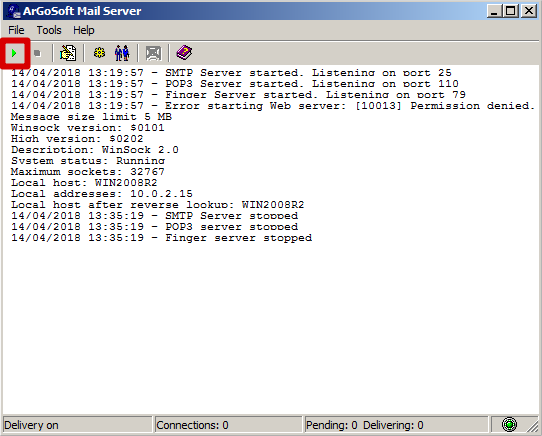 ArGoSoft Mail Server
File Tools Help
14/04/2018 13:19:57 - SMTP Server started. Listening on port 25
14/04/2018 13:19:57 - POP3 Server started. Listening on port 110
14/04/2018 13:19:57 - Finger Server started. Listening on port 79
14/04/2018 13:19:57 - Error starting Web server: [10013] Permission denied.
Message size limit 5 MB
Winsock version: $0101
High version: $0202
Description: WinSock 2.0
System status: Running
Maximum sockets: 32767
Local host: WIN2008R2
Local addresses: 10.0.2.15
Local host after reverse lookup: WIN2008R2
14/04/2018 13:35:19 - SMTP Server stopped
14/04/2018 13:35:19 - POP3 server stopped
14/04/2018 13:35:19 - Finger server stopped
Delivery on Connections: 0 Pending: 0 Delivering: 0